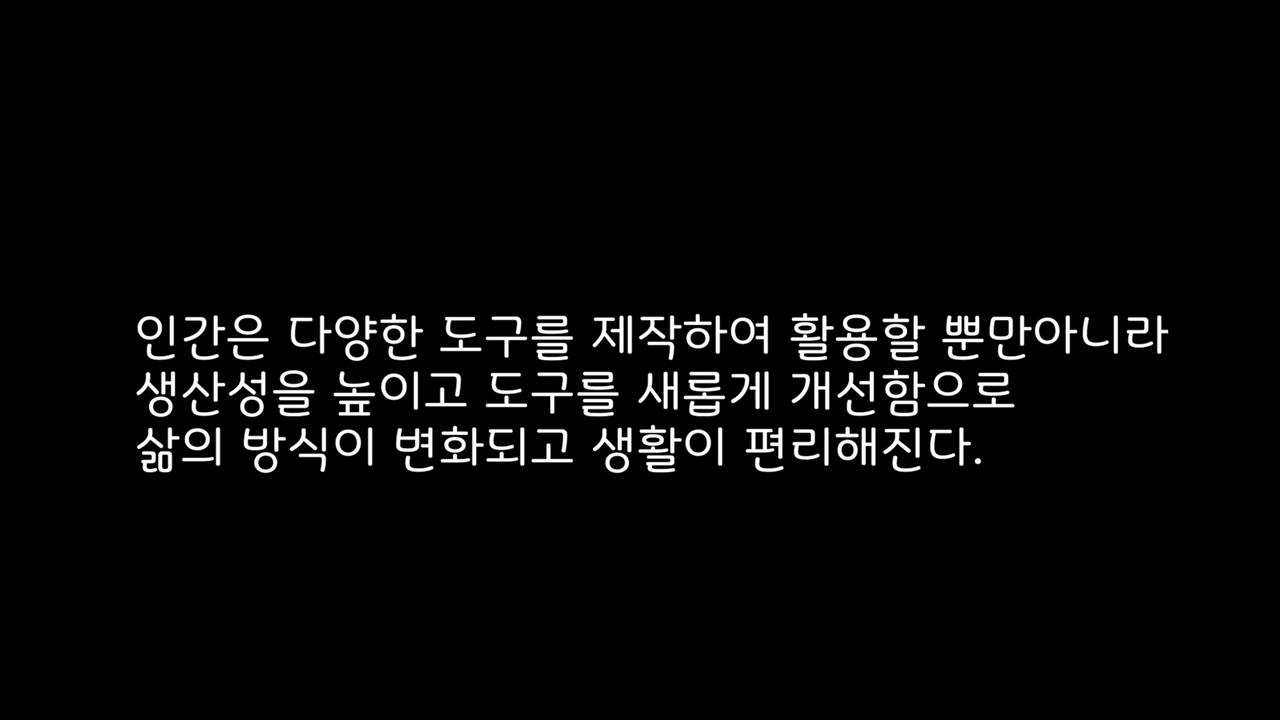 인간은 다양한 도구를 제작하여 활용할 뿐만아니라
생산성을 높이고 도구를 새롭게 개선함으로
삶의 방식이 변화되고 생활이 편리해진다.